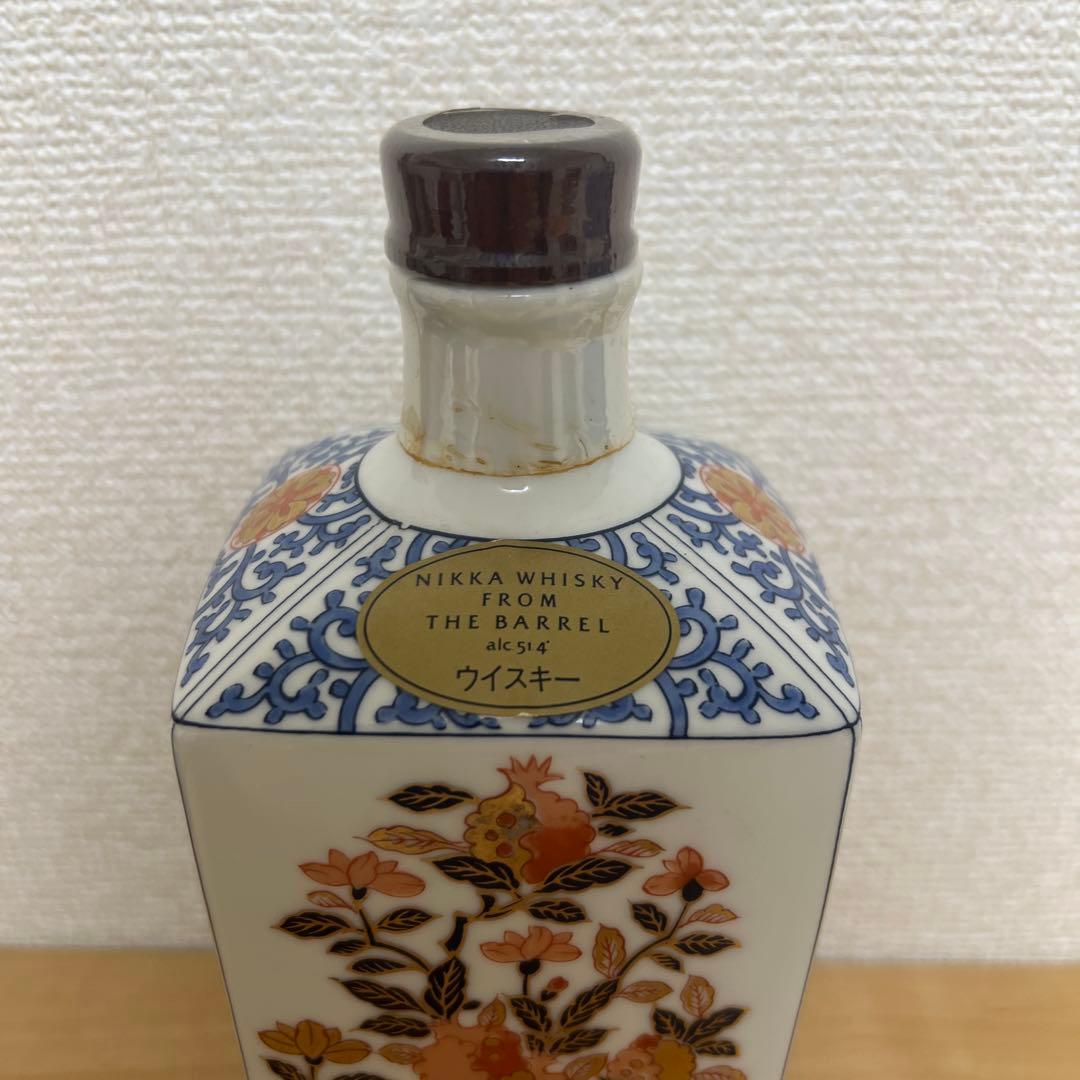 NIKKA WHISKY
FROM
THE BARREL
alc 51 4°
ウイスキー